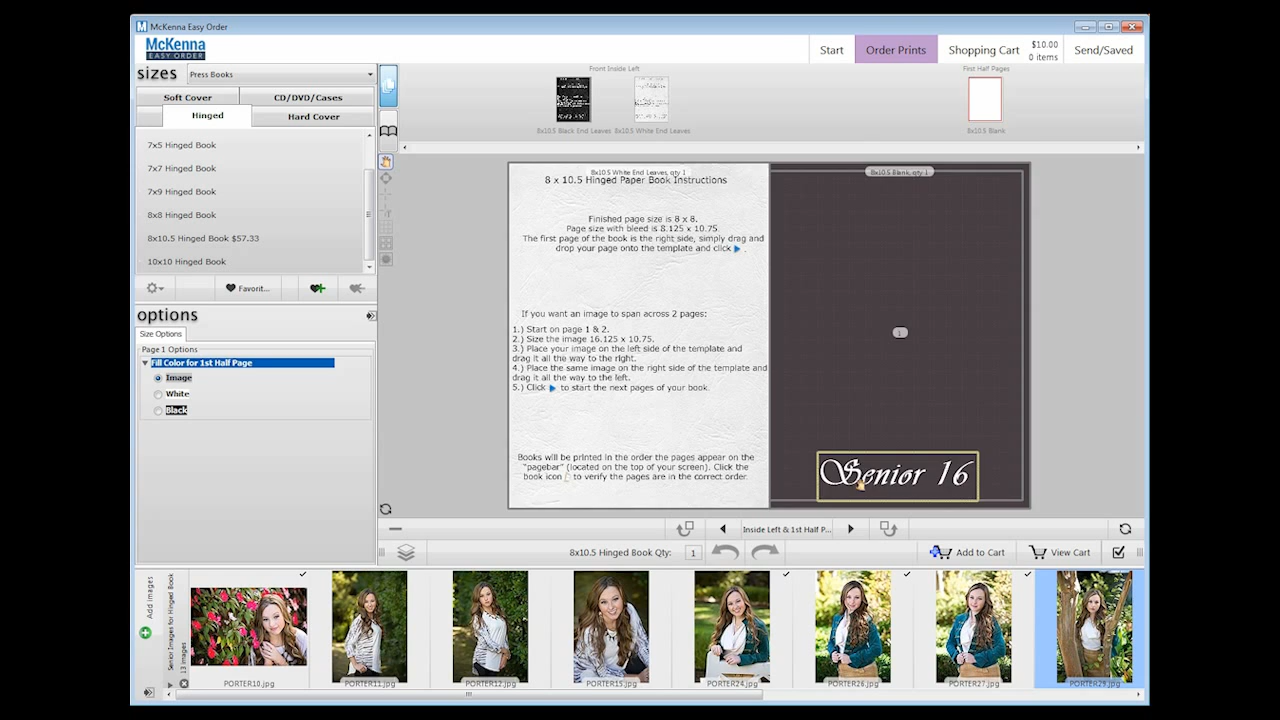 McKenna Easy Order
McKenna
EASY ORDER
Start
Order Prints
Shopping Cart
$10.00
0 items
Send/Saved
sizes
Press Books
Soft Cover
CD/DVD/Cases
Hinged
Hard Cover
7x5 Hinged Book
7x7 Hinged Book
7x9 Hinged Book
8x8 Hinged Book
8x10.5 Hinged Book $57.33
10x10 Hinged Book
Favorit...
options
Size Options
Page 1 Options
Fill Color for 1st Half Page
Image
White
Black
Front Inside Left
First Half Pages
8x10.5 Black End Leaves
8x10.5 White End Leaves
8x10.5 Blank
8x10.5 White End Leaves, qty 1
8 x 10.5 Hinged Paper Book Instructions
Finished page size is 8 x 8.
Page size with bleed is 8.125 x 10.75
The first page of the book is the right side, simply drag and
drop your page onto the template and click .
If you want an image to span across 2 pages:
1.) Start on page 1 & 2.
2.) Size the image 16.125 x 10.75.
3.) Place your image on the left side of the template and
drag it all the way to the right.
4.) Place the same image on the right side of the template and
drag it all the way to the left.
5.) Click to start the next pages of your book.
Books will be printed in the order the pages appear on the
"pagebar" (located on the top of your screen). Click the
book icon to verify the pages are in the correct order.
8x10.5 Blank, qty 1
1
Senior 16
Inside Left & 1st Half P...
8x10.5 Hinged Book Qty:
1
Add to Cart
View Cart
Add images
Senior Images for Hinged Book
13 images
PORTER10.jpg
PORTER11.jpg
PORTER12.jpg
PORTER15.jpg
PORTER24.jpg
PORTER26.jpg
PORTER27.jpg
PORTER29.jpg